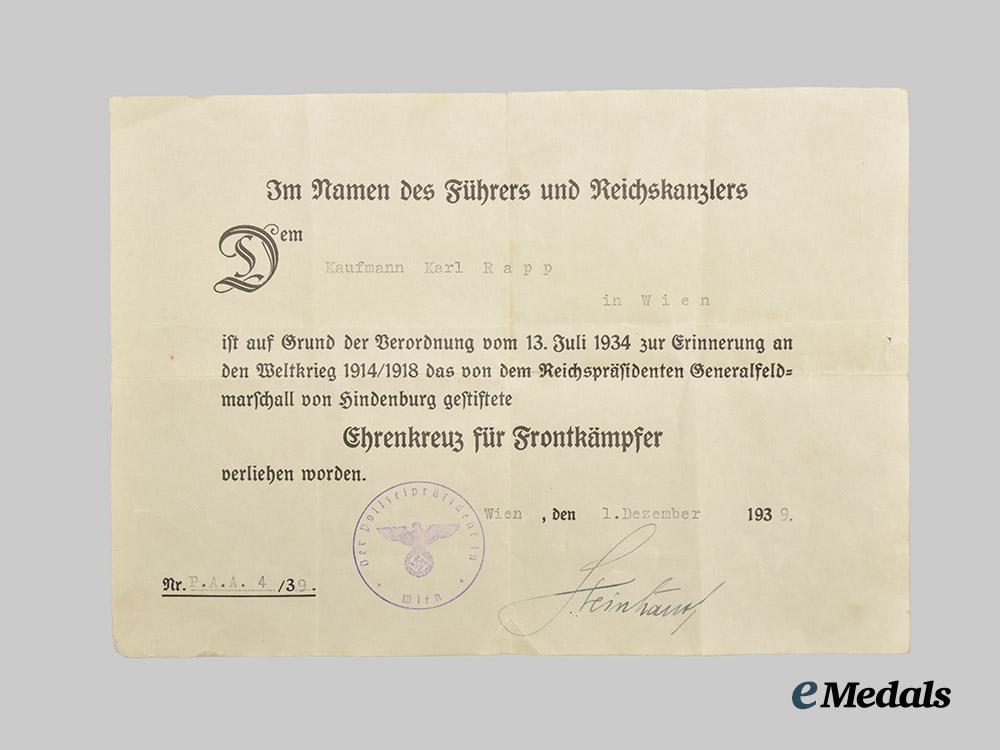 Im Namen des Führers und Reichskanzlers
Dem
Kaufmann Karl R a p p
in W i e n
ist auf Grund der Verordnung vom 13. Juli 1934 zur Erinnerung an
den Weltkrieg 1914/1918 das von dem Reichspräsidenten Generalfeld=
marschall von Hindenburg gestiftete
Ehrenkreuz für Frontkämpfer
verliehen worden.
Wien , den 1.Dezember 1939.
Der Polizeipräsident in
Wien
Nr. P.A.A. 4 /39.
eMedals